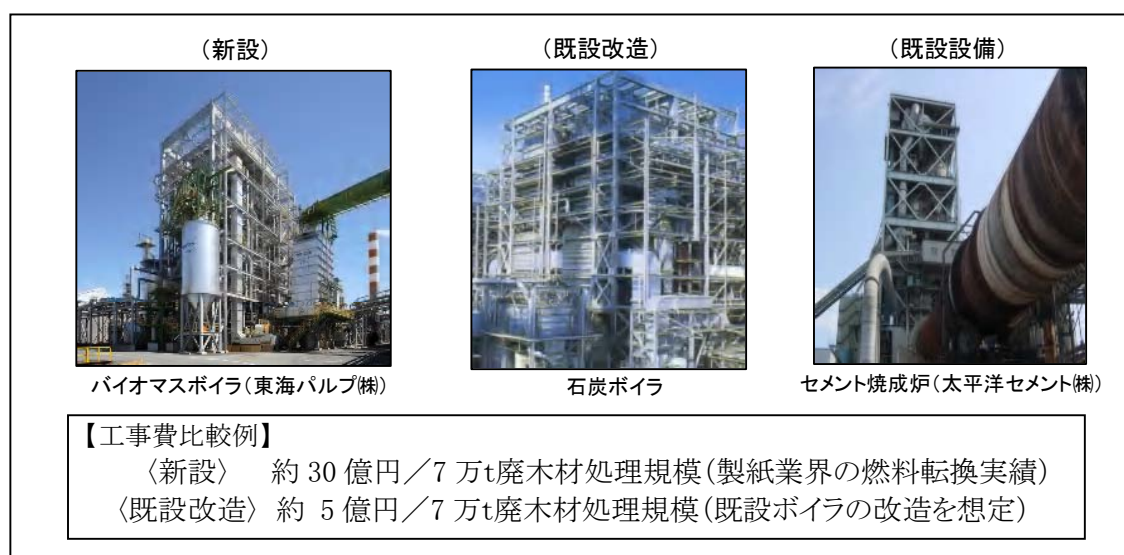 （新設）
（既設改造）
（既設設備）
バイオマスボイラ（東海パルプ㈱）
石炭ボイラ
セメント焼成炉（太平洋セメント㈱）
【工事費比較例】
〈新設〉　約 30 億円／7 万t廃木材処理規模（製紙業界の燃料転換実績）
〈既設改造〉 約 5 億円／7 万t廃木材処理規模（既設ボイラの改造を想定）